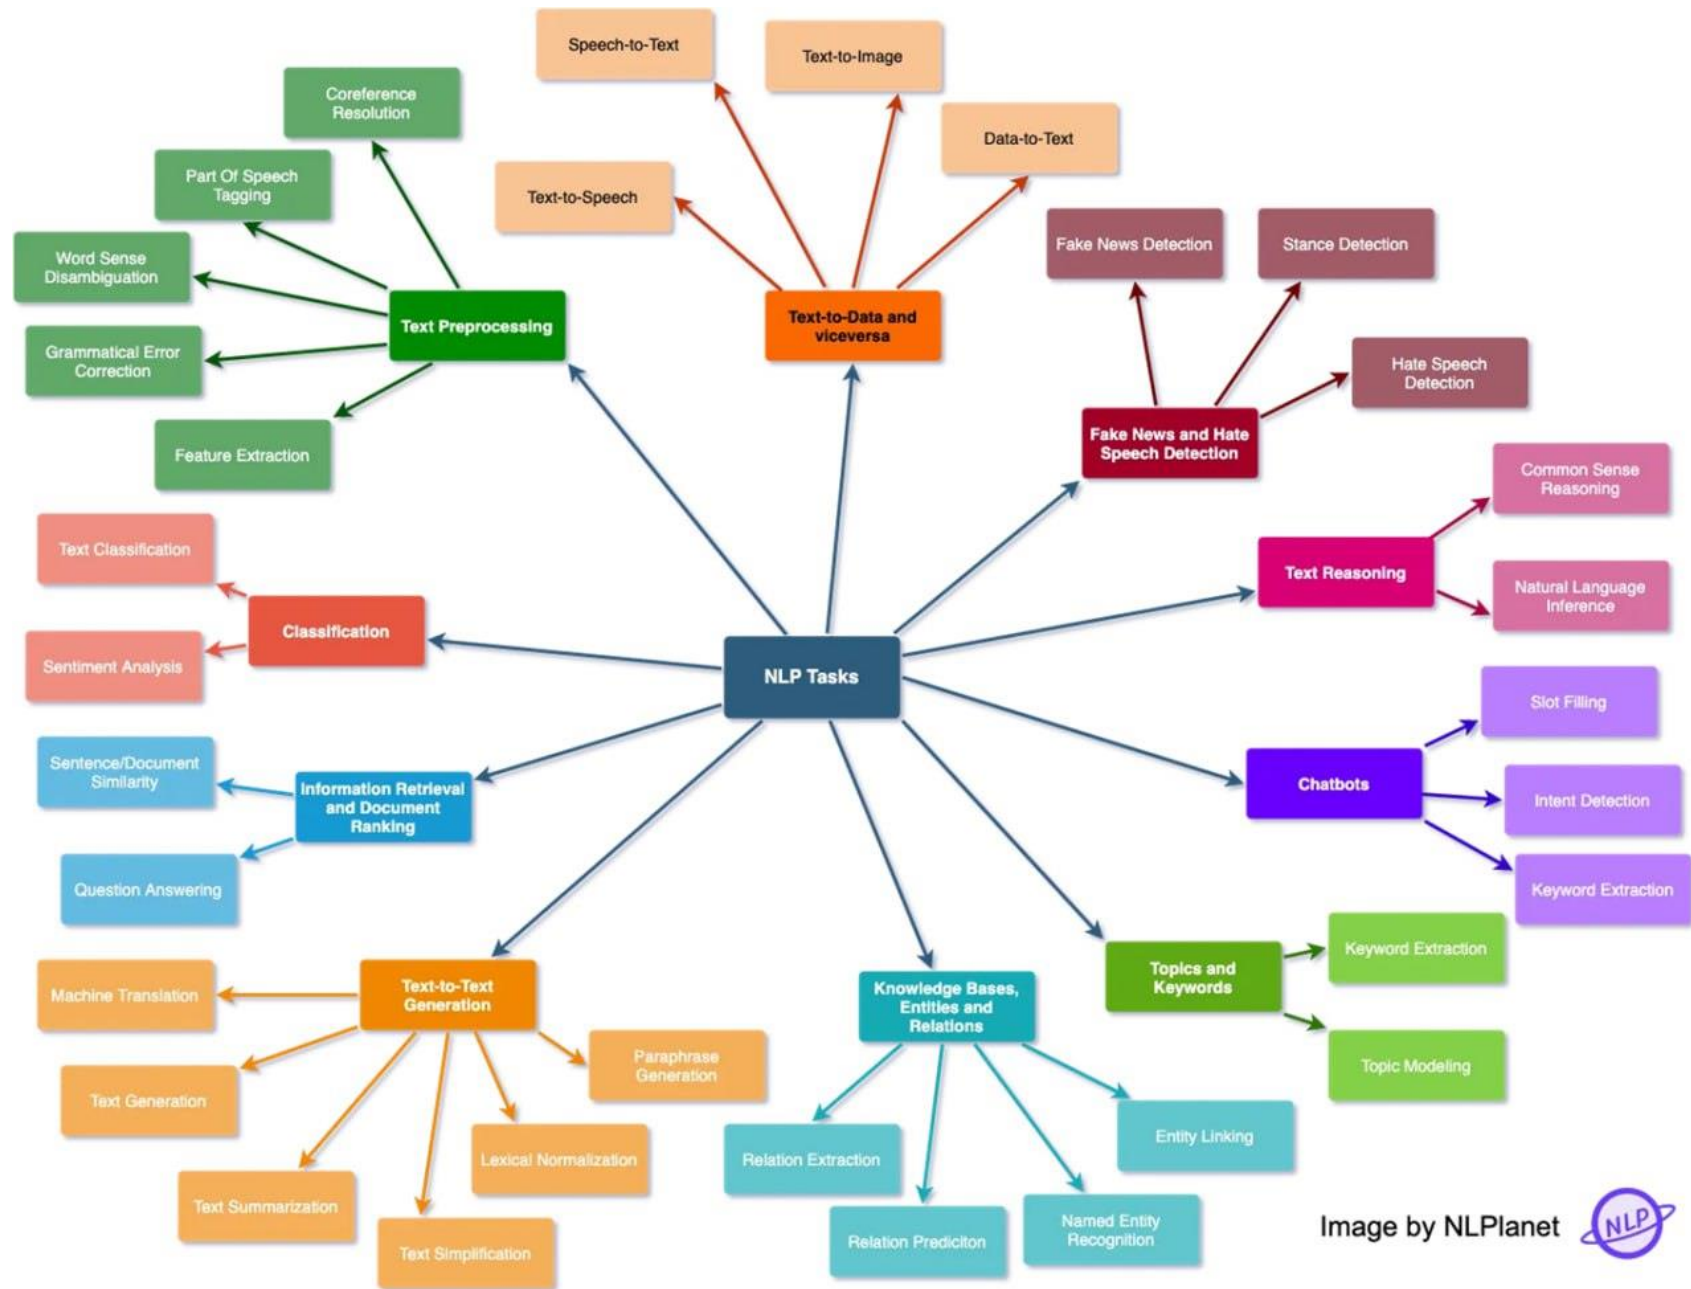 Speech-to-Text
Text-to-Image
Data-to-Text
Text-to-Speech
Text-to-Data and
viceversa
Coreference
Resolution
Part Of Speech
Tagging
Word Sense
Disambiguation
Grammatical Error
Correction
Feature Extraction
Text Preprocessing
Fake News Detection
Stance Detection
Hate Speech
Detection
Fake News and Hate
Speech Detection
Common Sense
Reasoning
Natural Language
Inference
Text Reasoning
Text Classification
Sentiment Analysis
Classification
NLP Tasks
Slot Filling
Intent Detection
Keyword Extraction
Chatbots
Sentence/Document
Similarity
Question Answering
Information Retrieval
and Document
Ranking
Keyword Extraction
Topic Modeling
Topics and
Keywords
Text-to-Text
Generation
Machine Translation
Text Generation
Text Summarization
Text Simplification
Lexical Normalization
Paraphrase
Generation
Knowledge Bases,
Entities and
Relations
Relation Extraction
Relation Prediciton
Named Entity
Recognition
Entity Linking
Image by NLPlanet
NLP